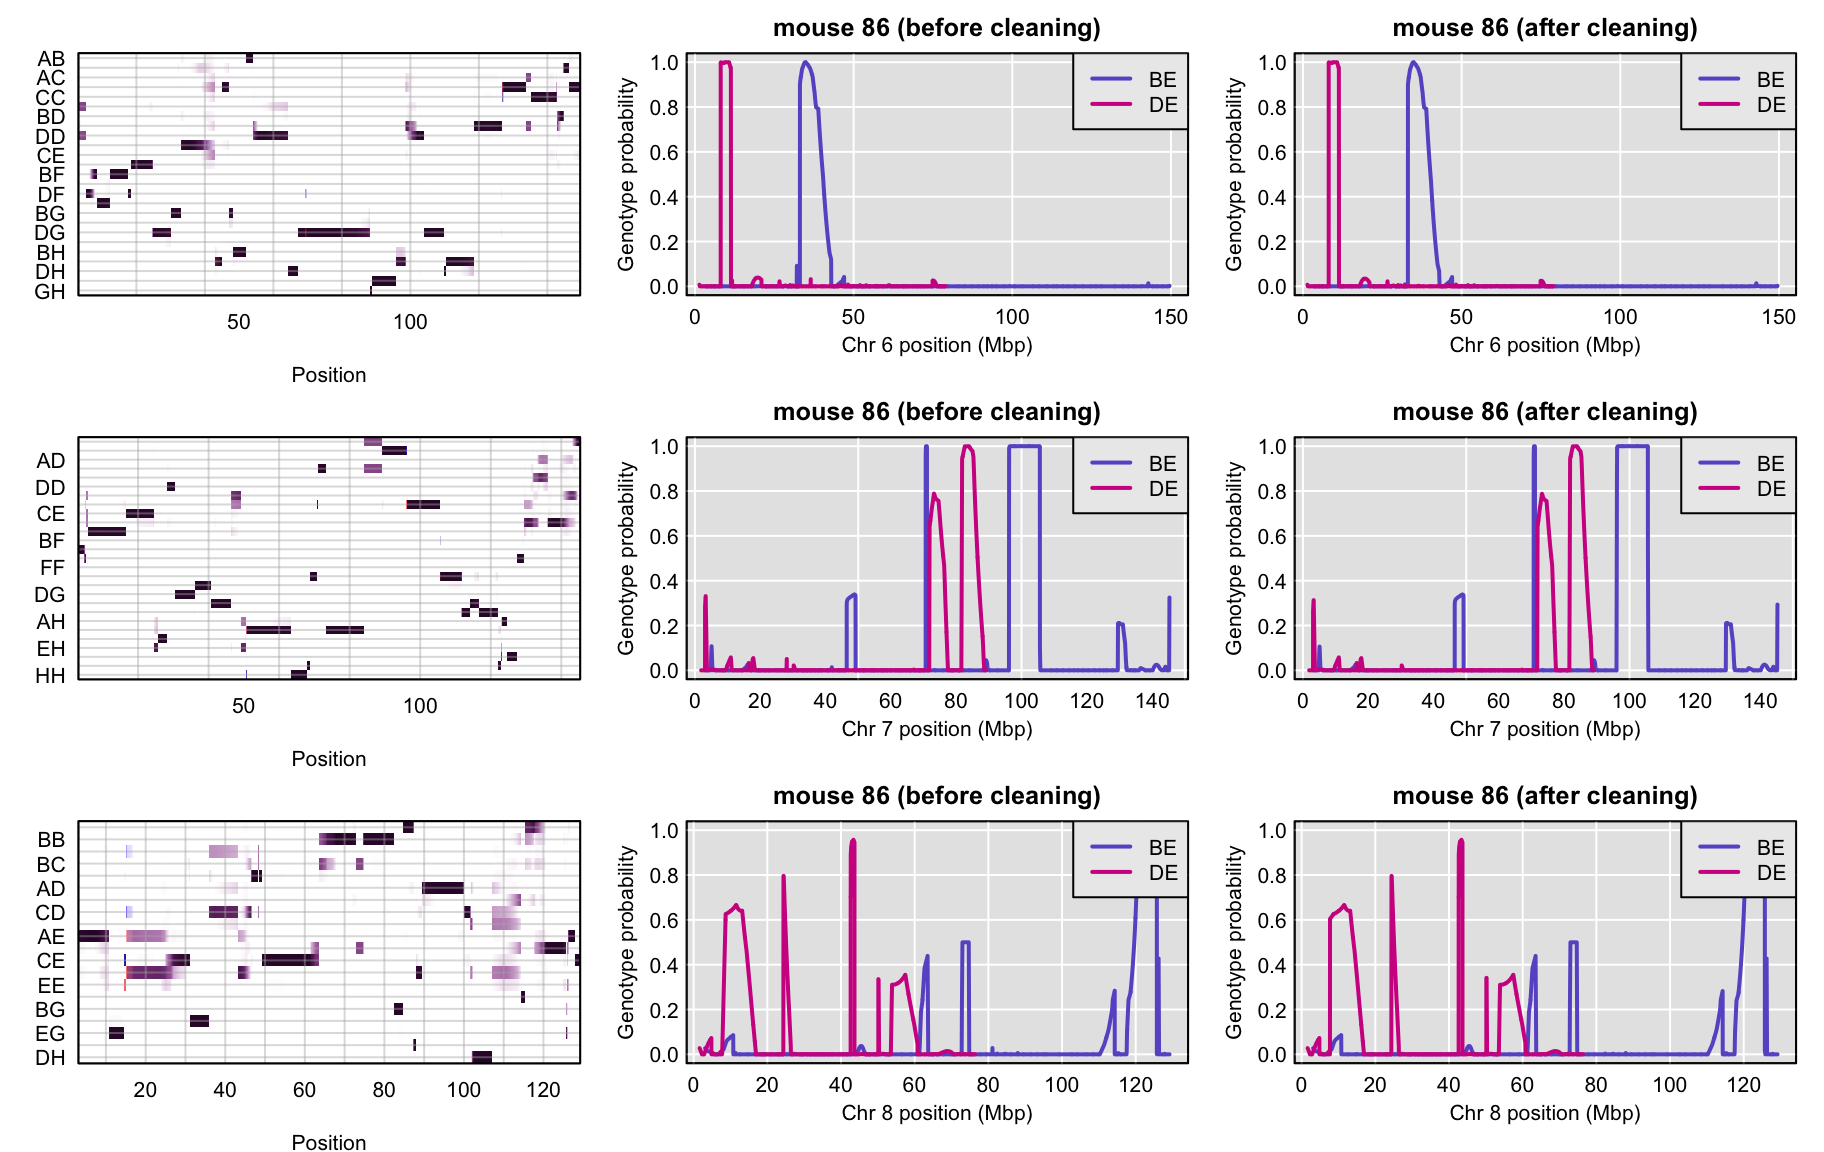 AB
AC
CC
BD
DD
CE
BF
DF
BG
DG
BH
DH
GH
50 100
Position
mouse 86 (before cleaning)
Genotype probability
1.0
0.8
0.6
0.4
0.2
0.0
BE
DE
0 50 100 150
Chr 6 position (Mbp)
mouse 86 (after cleaning)
Genotype probability
1.0
0.8
0.6
0.4
0.2
0.0
BE
DE
0 50 100 150
Chr 6 position (Mbp)
AD
DD
CE
BF
FF
DG
AH
EH
HH
50 100
Position
mouse 86 (before cleaning)
Genotype probability
1.0
0.8
0.6
0.4
0.2
0.0
BE
DE
0 20 40 60 80 100 120 140
Chr 7 position (Mbp)
mouse 86 (after cleaning)
Genotype probability
1.0
0.8
0.6
0.4
0.2
0.0
BE
DE
0 20 40 60 80 100 120 140
Chr 7 position (Mbp)
BB
BC
AD
CD
AE
CE
EE
BG
EG
DH
20 40 60 80 100 120
Position
mouse 86 (before cleaning)
Genotype probability
1.0
0.8
0.6
0.4
0.2
0.0
BE
DE
0 20 40 60 80 100 120
Chr 8 position (Mbp)
mouse 86 (after cleaning)
Genotype probability
1.0
0.8
0.6
0.4
0.2
0.0
BE
DE
0 20 40 60 80 100 120
Chr 8 position (Mbp)